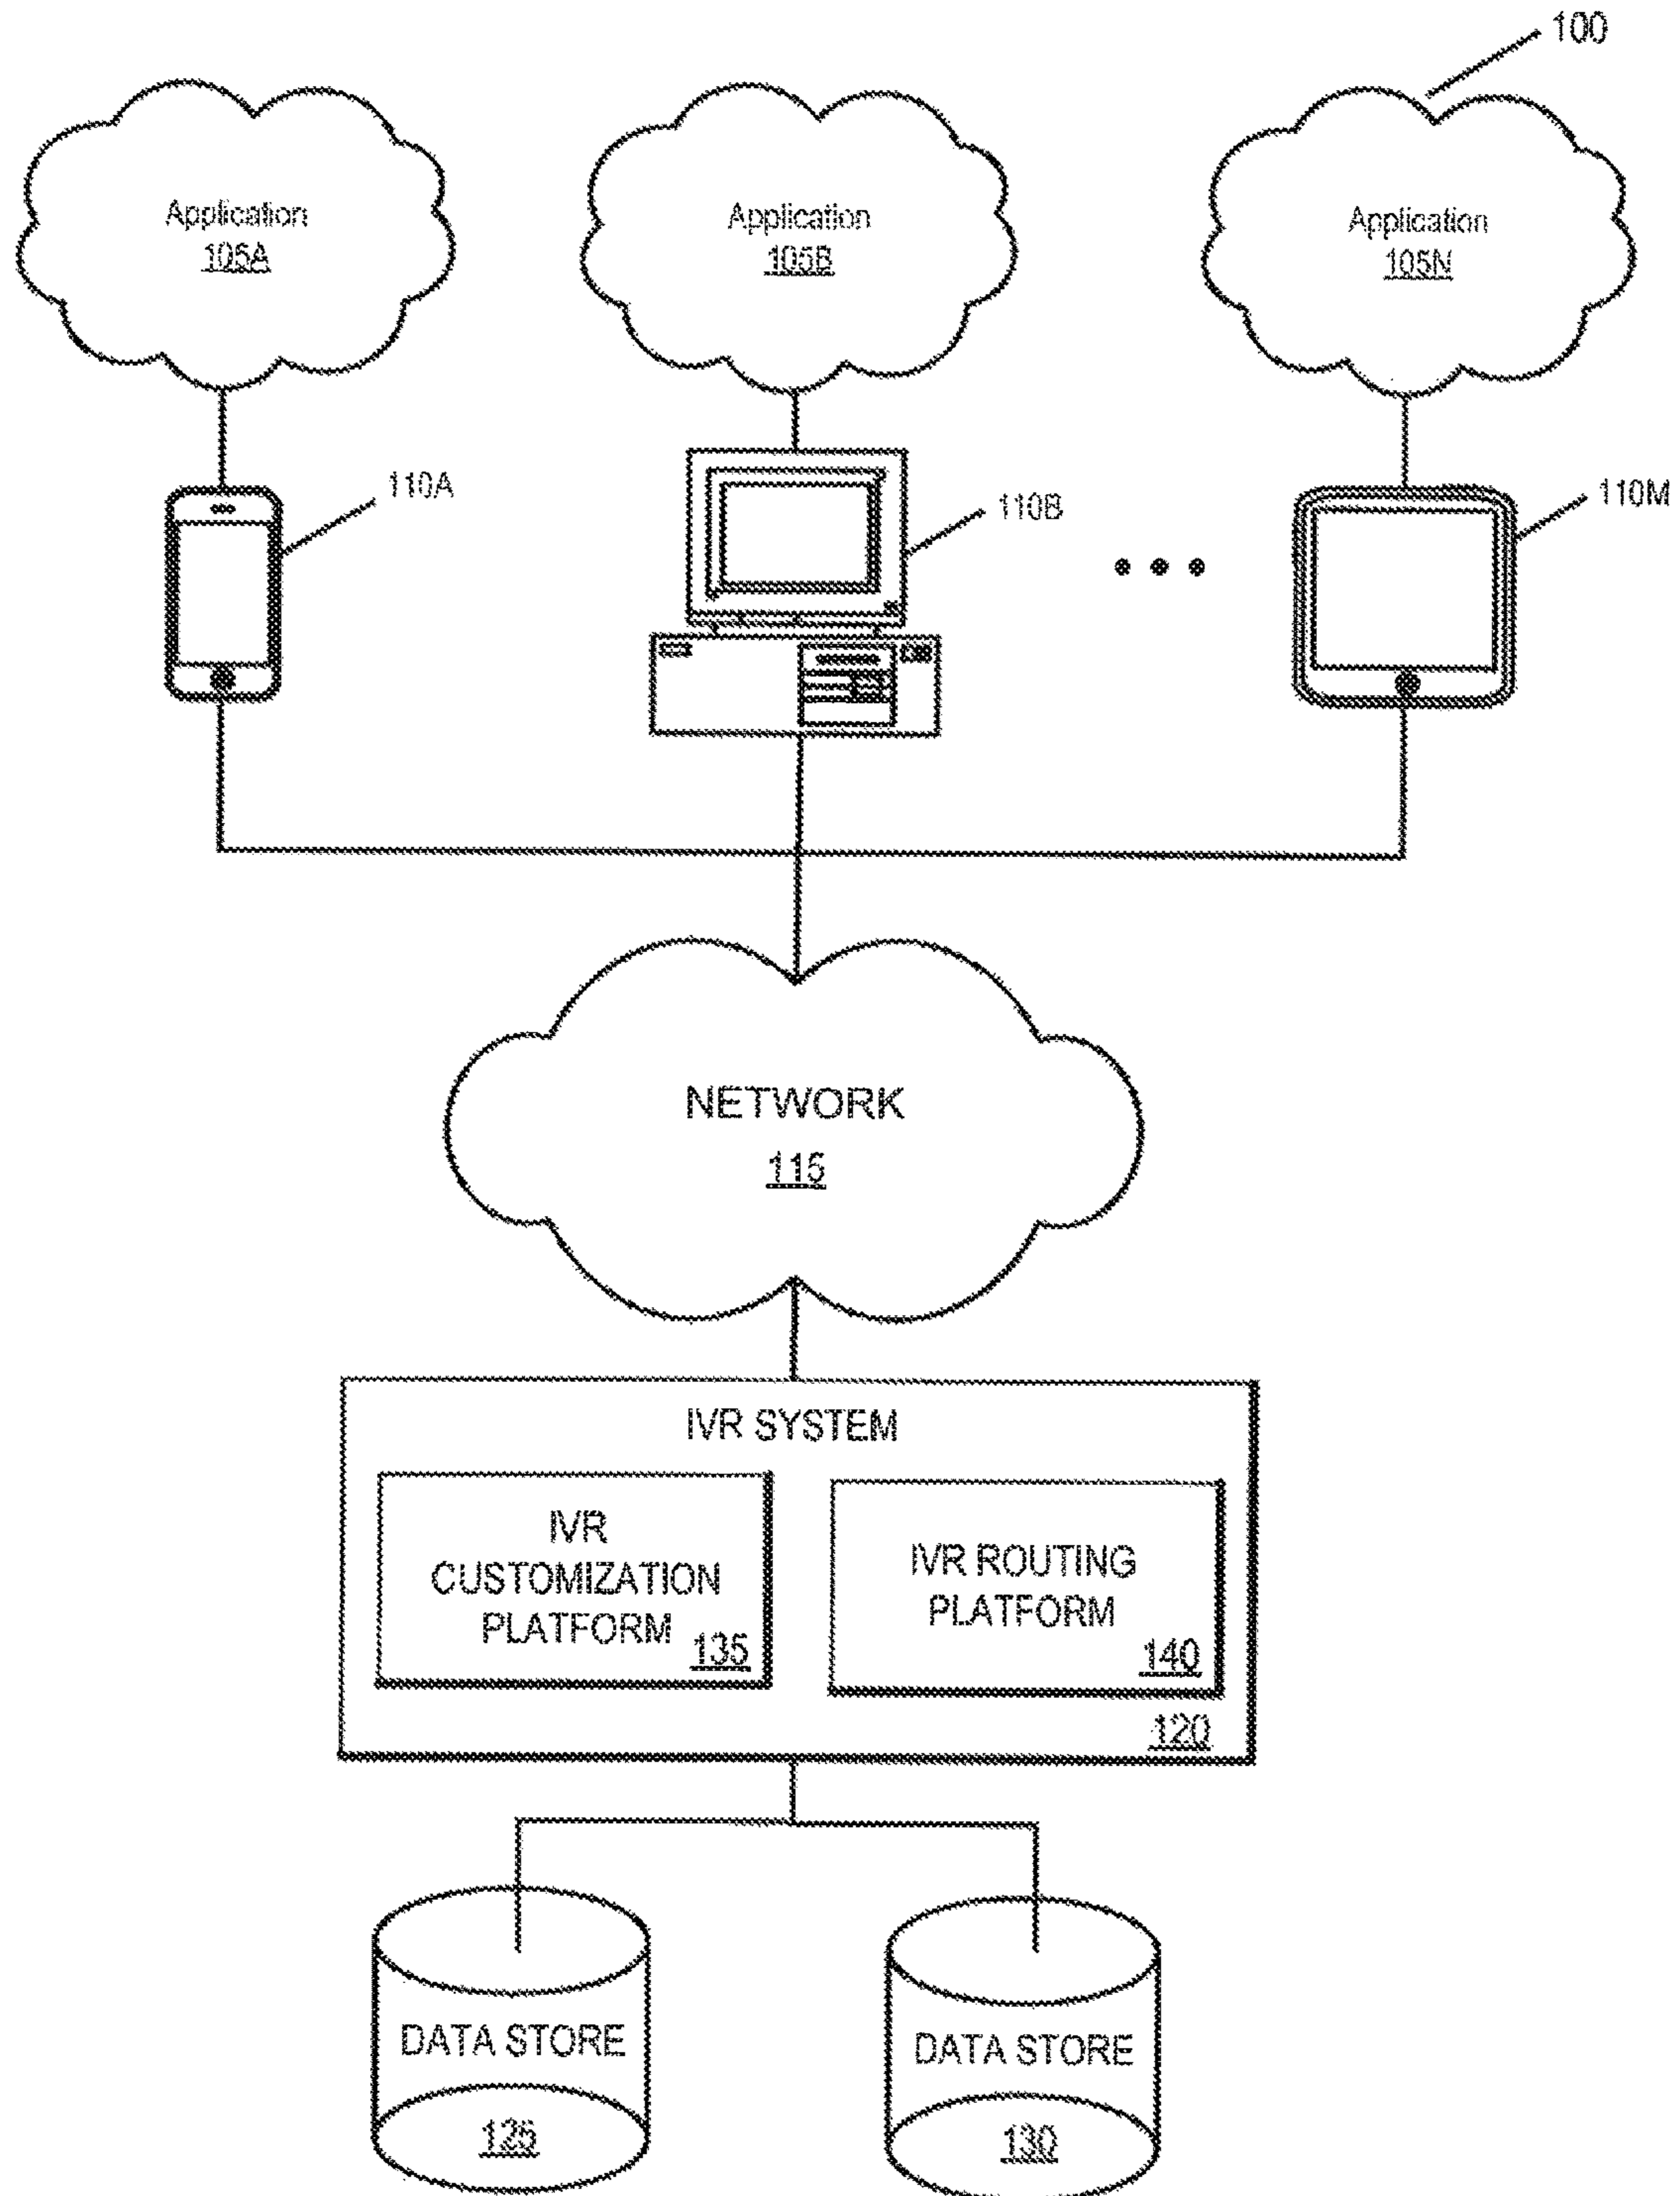 100
Application
105A
Application
105B
Application
105N
110A
110B
110M
NETWORK
115
IVR SYSTEM
IVR
CUSTOMIZATION
PLATFORM
135
IVR ROUTING
PLATFORM
140
120
DATA STORE
125
DATA STORE
130